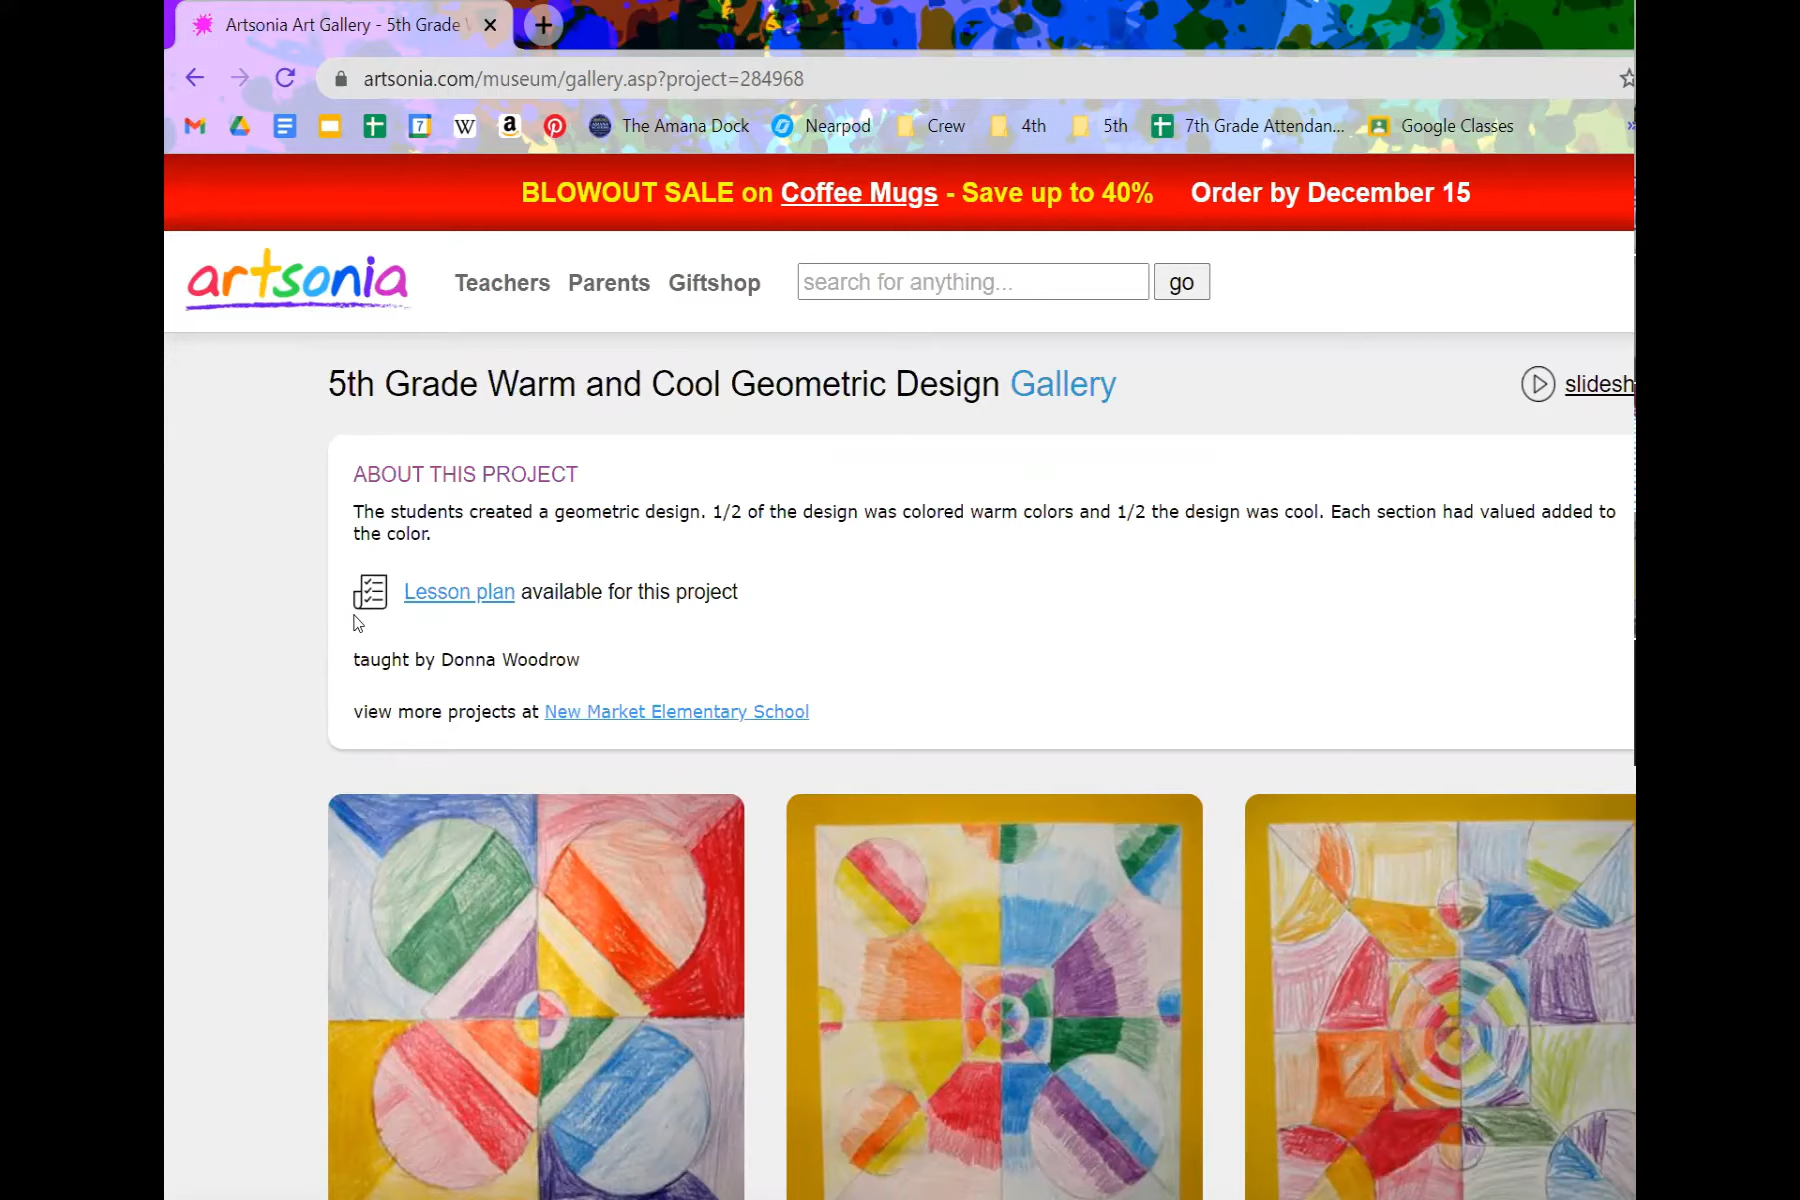 Artsonia Art Gallery - 5th Grade
artsonia.com/museum/gallery.asp?project=284968
7 W a The Amana Dock Nearpod Crew 4th 5th 7th Grade Attendan... Google Classes »
BLOWOUT SALE on Coffee Mugs - Save up to 40% Order by December 15
artsonia Teachers Parents Giftshop search for anything... go
5th Grade Warm and Cool Geometric Design Gallery slidesh
ABOUT THIS PROJECT
The students created a geometric design. 1/2 of the design was colored warm colors and 1/2 the design was cool. Each section had valued added to
the color.
Lesson plan available for this project
taught by Donna Woodrow
view more projects at New Market Elementary School